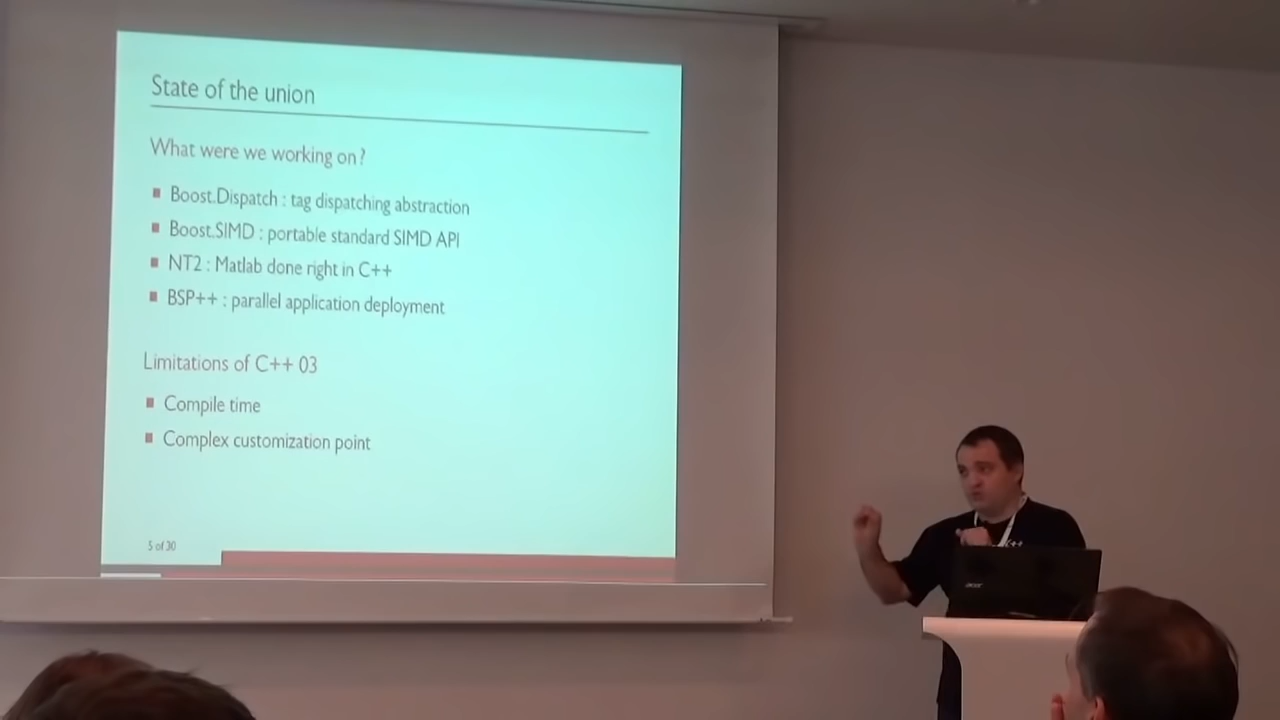 State of the union
What were we working on ?
Boost.Dispatch : tag dispatching abstraction
Boost.SIMD : portable standard SIMD API
NT2 : Matlab done right in C++
BSP++ : parallel application deployment
Limitations of C++ 03
Compile time
Complex customization point
5 of 30
acer